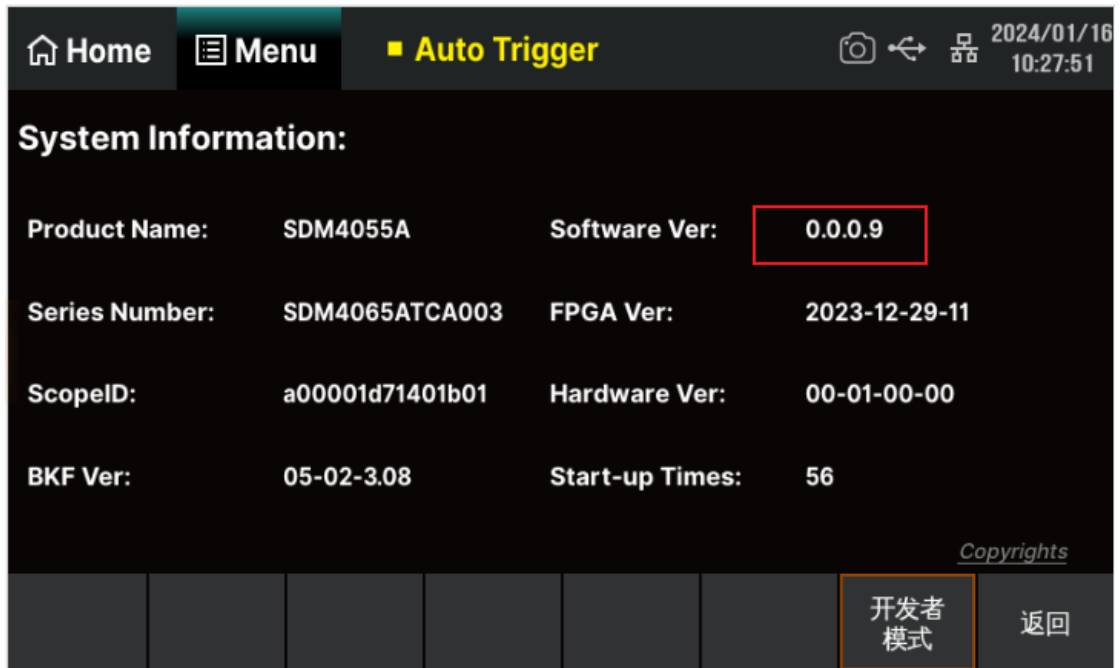 Home Menu Auto Trigger 2024/01/16
10:27:51
System Information:
Product Name: SDM4055A Software Ver: 0.0.0.9
Series Number: SDM4065ATCA003 FPGA Ver: 2023-12-29-11
ScopeID: a00001d71401b01 Hardware Ver: 00-01-00-00
BKF Ver: 05-02-3.08 Start-up Times: 56
Copyrights
开发者
模式
返回